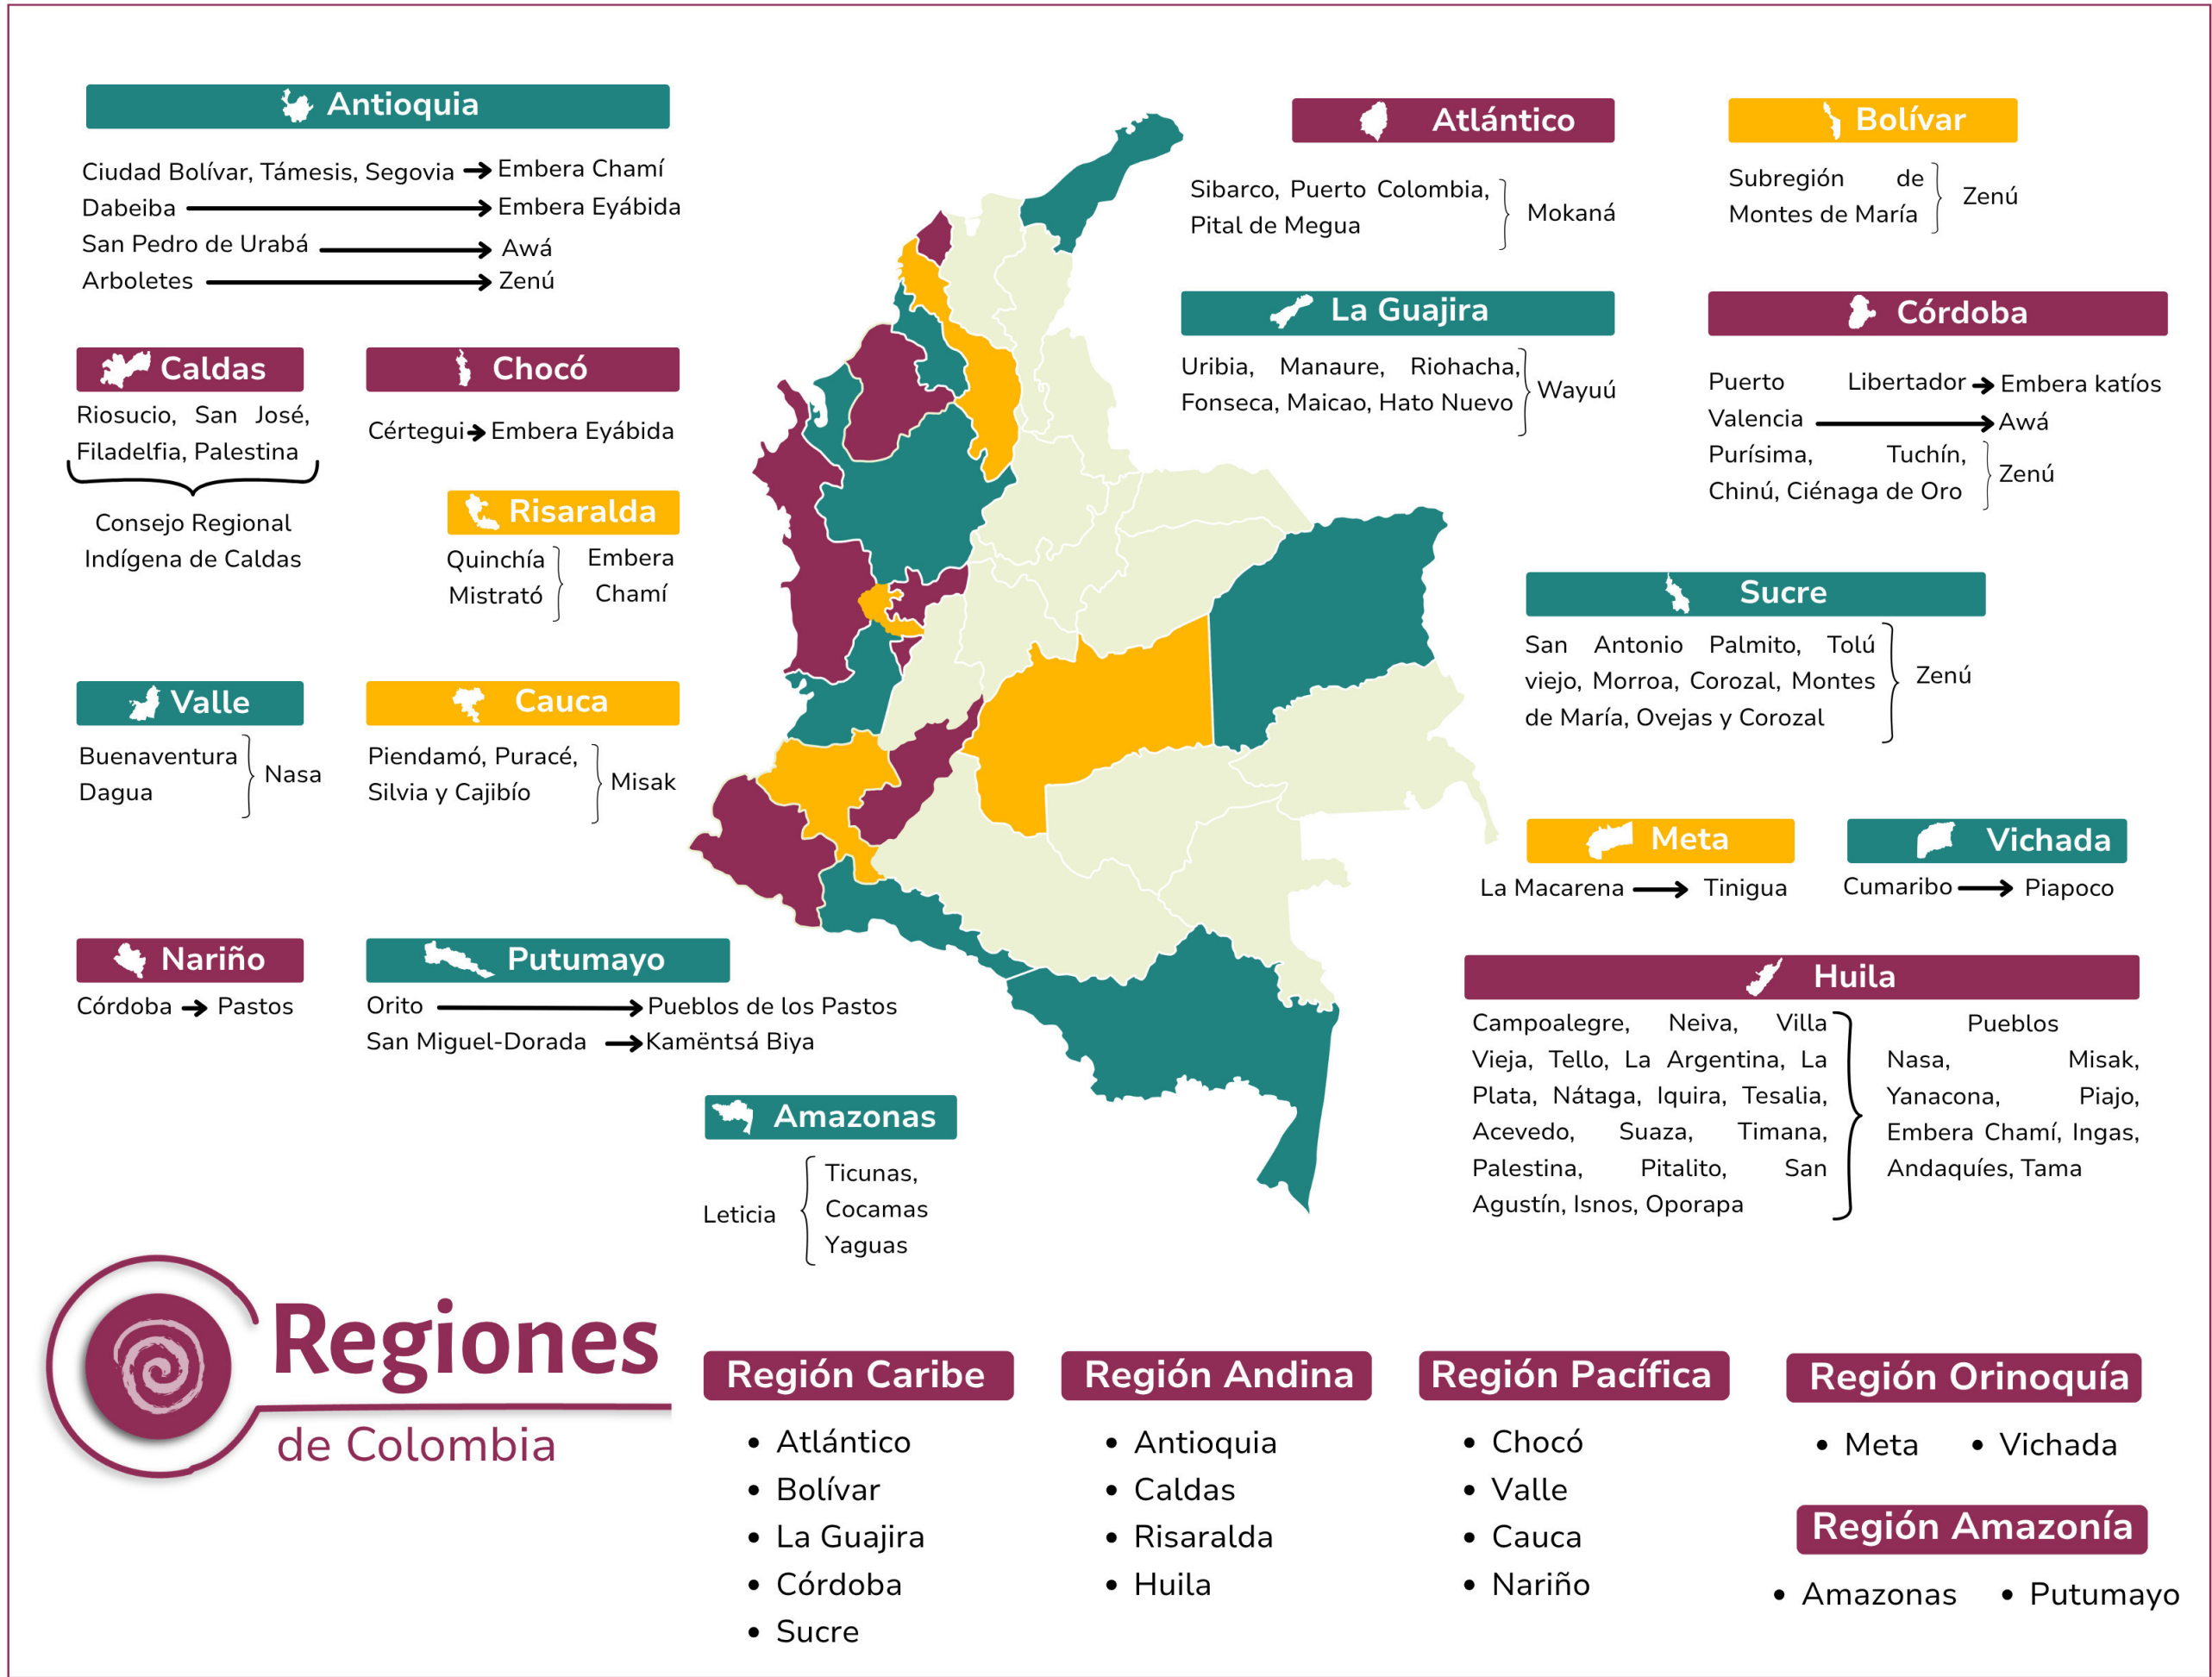 Antioquia
Ciudad Bolívar, Támesis, Segovia → Embera Chamí
Dabeiba → Embera Eyábida
San Pedro de Urabá → Awá
Arboletes → Zenú
Caldas
Riosucio, San José,
Filadelfia, Palestina
Consejo Regional
Indígena de Caldas
Chocó
Cértegui → Embera Eyábida
Risaralda
Quinchía
Mistrató
Embera
Chamí
Valle
Buenaventura
Dagua
Nasa
Cauca
Piendamó, Puracé,
Silvia y Cajibío
Misak
Nariño
Córdoba → Pastos
Putumayo
Orito → Pueblos de los Pastos
San Miguel-Dorada → Kamëntsá Biya
Amazonas
Leticia
Ticunas,
Cocamas
Yaguas
Atlántico
Sibarco, Puerto Colombia,
Pital de Megua
Mokaná
Bolívar
Subregión de
Montes de María
Zenú
La Guajira
Uribia, Manaure, Riohacha,
Fonseca, Maicao, Hato Nuevo
Wayuú
Córdoba
Puerto Libertador → Embera katíos
Valencia → Awá
Purísima, Tuchín,
Chinú, Ciénaga de Oro
Zenú
Sucre
San Antonio Palmito, Tolú
viejo, Morroa, Corozal, Montes
de María, Ovejas y Corozal
Zenú
Meta
La Macarena → Tinigua
Vichada
Cumaribo → Piapoco
Huila
Campoalegre, Neiva, Villa
Vieja, Tello, La Argentina, La
Plata, Nátaga, Iquira, Tesalia,
Acevedo, Suaza, Timana,
Palestina, Pitalito, San
Agustín, Isnos, Oporapa
Pueblos
Nasa, Misak,
Yanacona, Piajo,
Embera Chamí, Ingas,
Andaquíes, Tama
Regiones
de Colombia
Región Caribe
• Atlántico
• Bolívar
• La Guajira
• Córdoba
• Sucre
Región Andina
• Antioquia
• Caldas
• Risaralda
• Huila
Región Pacífica
• Chocó
• Valle
• Cauca
• Nariño
Región Orinoquía
• Meta • Vichada
Región Amazonía
• Amazonas • Putumayo